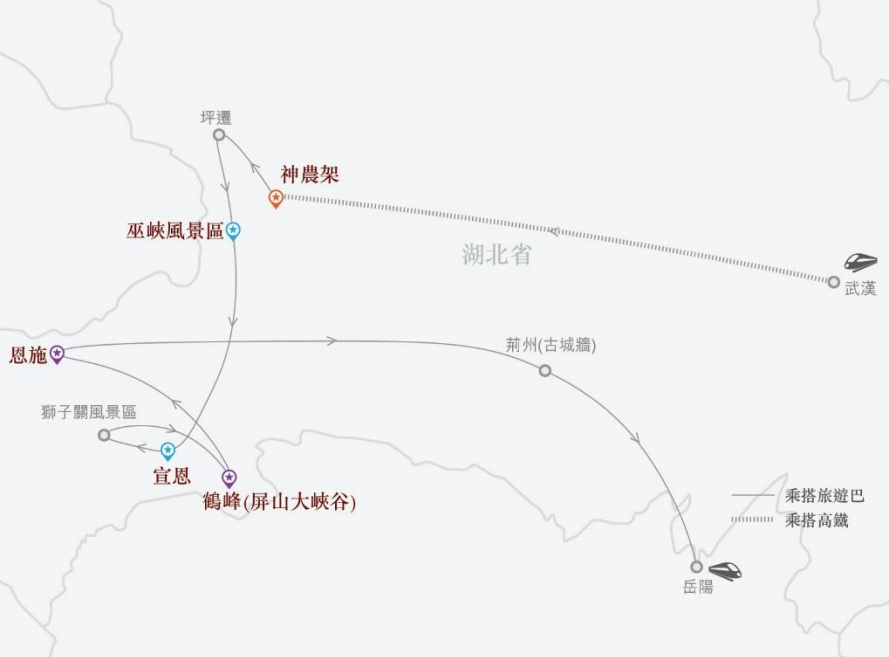 坪遷
神農架
巫峽風景區
湖北省
武漢
恩施
荊州(古城牆)
獅子關風景區
宣恩
鶴峰(屏山大峽谷)
乘搭旅遊巴
乘搭高鐵
岳陽